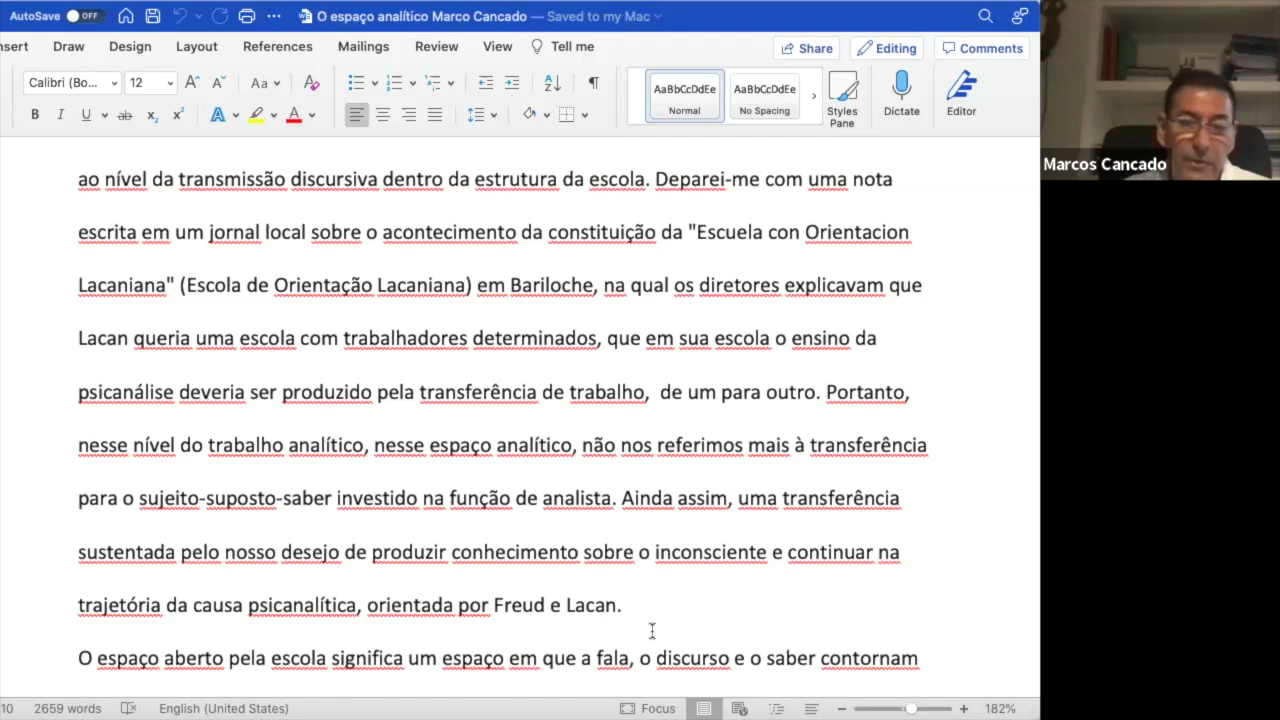 AutoSave OFF O espaço analítico Marco Cancado — Saved to my Mac
nsert Draw Design Layout References Mailings Review View Tell me Share Editing Comments
Calibri (Bo... 12 Aa AaBbCcDdEe AaBbCcDdEe
Normal No Spacing Styles Pane Dictate Editor
Marcos Cancado
ao nível da transmissão discursiva dentro da estrutura da escola. Deparei-me com uma nota
escrita em um jornal local sobre o acontecimento da constituição da "Escuela con Orientacion
Lacaniana" (Escola de Orientação Lacaniana) em Bariloche, na qual os diretores explicavam que
Lacan queria uma escola com trabalhadores determinados, que em sua escola o ensino da
psicanálise deveria ser produzido pela transferência de trabalho,  de um para outro. Portanto,
nesse nível do trabalho analítico, nesse espaço analítico, não nos referimos mais à transferência
para o sujeito-suposto-saber investido na função de analista. Ainda assim, uma transferência
sustentada pelo nosso desejo de produzir conhecimento sobre o inconsciente e continuar na
trajetória da causa psicanalítica, orientada por Freud e Lacan.
O espaço aberto pela escola significa um espaço em que a fala, o discurso e o saber contornam
10 2659 words English (United States) Focus 182%